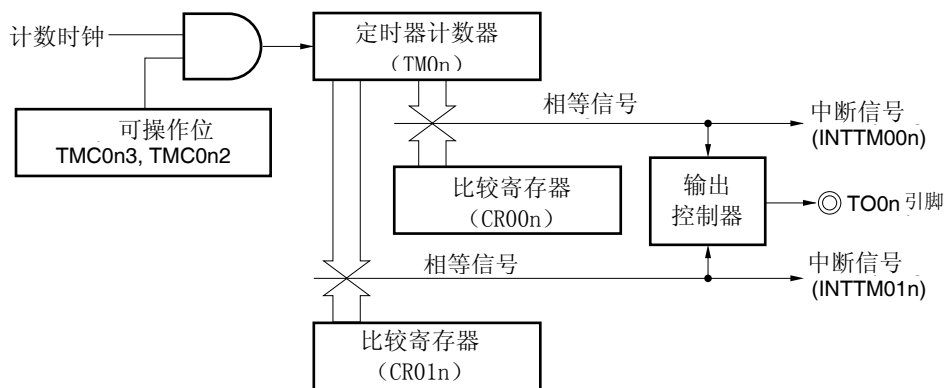 计数时钟
定时器计数器
(TM0n)
可操作位
TMC0n3, TMC0n2
相等信号
中断信号
(INTTM00n)
比较寄存器
(CR00n)
输出
控制器
TO0n 引脚
相等信号
中断信号
(INTTM01n)
比较寄存器
(CR01n)